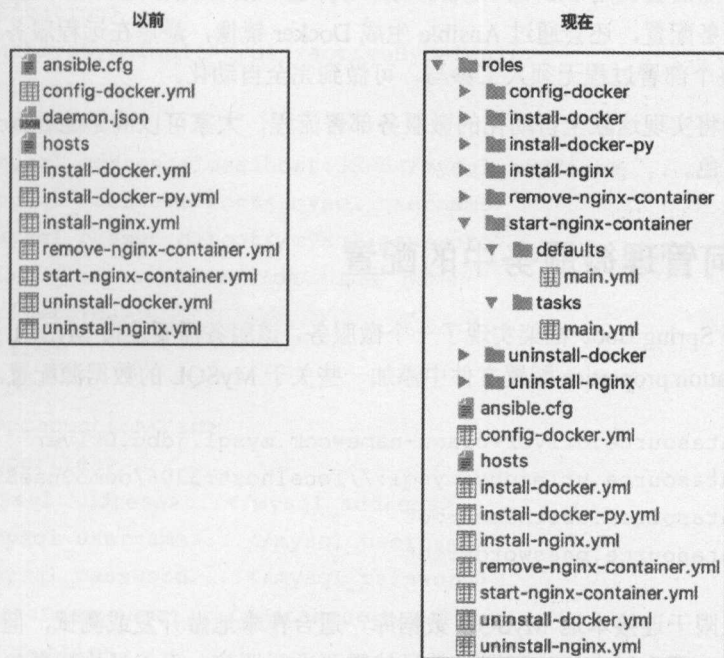 以前
ansible.cfg
config-docker.yml
daemon.json
hosts
install-docker.yml
install-docker-py.yml
install-nginx.yml
remove-nginx-container.yml
start-nginx-container.yml
uninstall-docker.yml
uninstall-nginx.yml
现在
roles
config-docker
install-docker
install-docker-py
install-nginx
remove-nginx-container
start-nginx-container
defaults
main.yml
tasks
main.yml
uninstall-docker
uninstall-nginx
ansible.cfg
config-docker.yml
hosts
install-docker.yml
install-docker-py.yml
install-nginx.yml
remove-nginx-container.yml
start-nginx-container.yml
uninstall-docker.yml
uninstall-nginx.yml